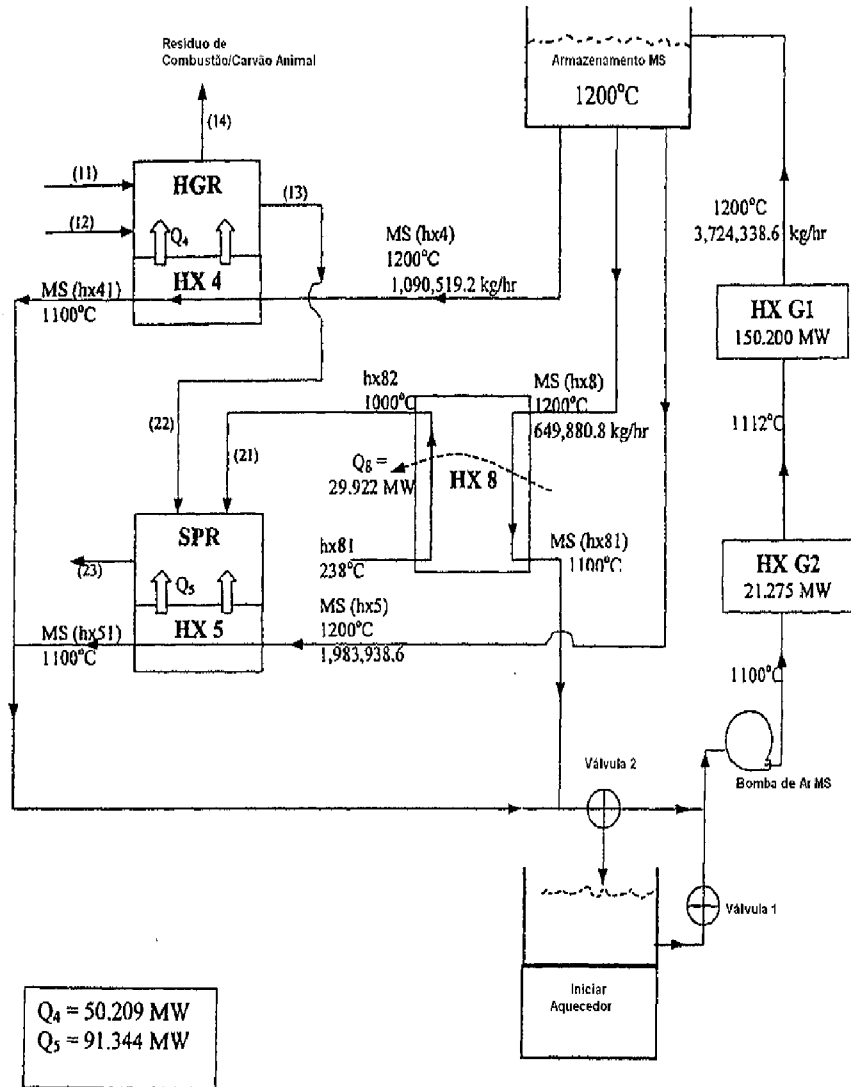 Resíduo de
Combustão/Carvão Animal
(14)
(11)
(12)
HGR
Q4
HX 4
(13)
MS (hx41)
1100°C
MS (hx4)
1200°C
1,090,519.2 kg/hr
Armazenamento MS
1200°C
1200°C
3,724,338.6 kg/hr
HX G1
150.200 MW
1112°C
HX G2
21.275 MW
1100°C
Bomba de Ar MS
hx82
1000°C
MS (hx8)
1200°C
649,880.8 kg/hr
(22)
(21)
Q8 =
29.922 MW
HX 8
hx81
238°C
MS (hx81)
1100°C
SPR
(23)
Q5
HX 5
MS (hx51)
1100°C
MS (hx5)
1200°C
1,983,938.6
Válvula 2
Válvula 1
Iniciar
Aquecedor
Q4 = 50.209 MW
Q5 = 91.344 MW